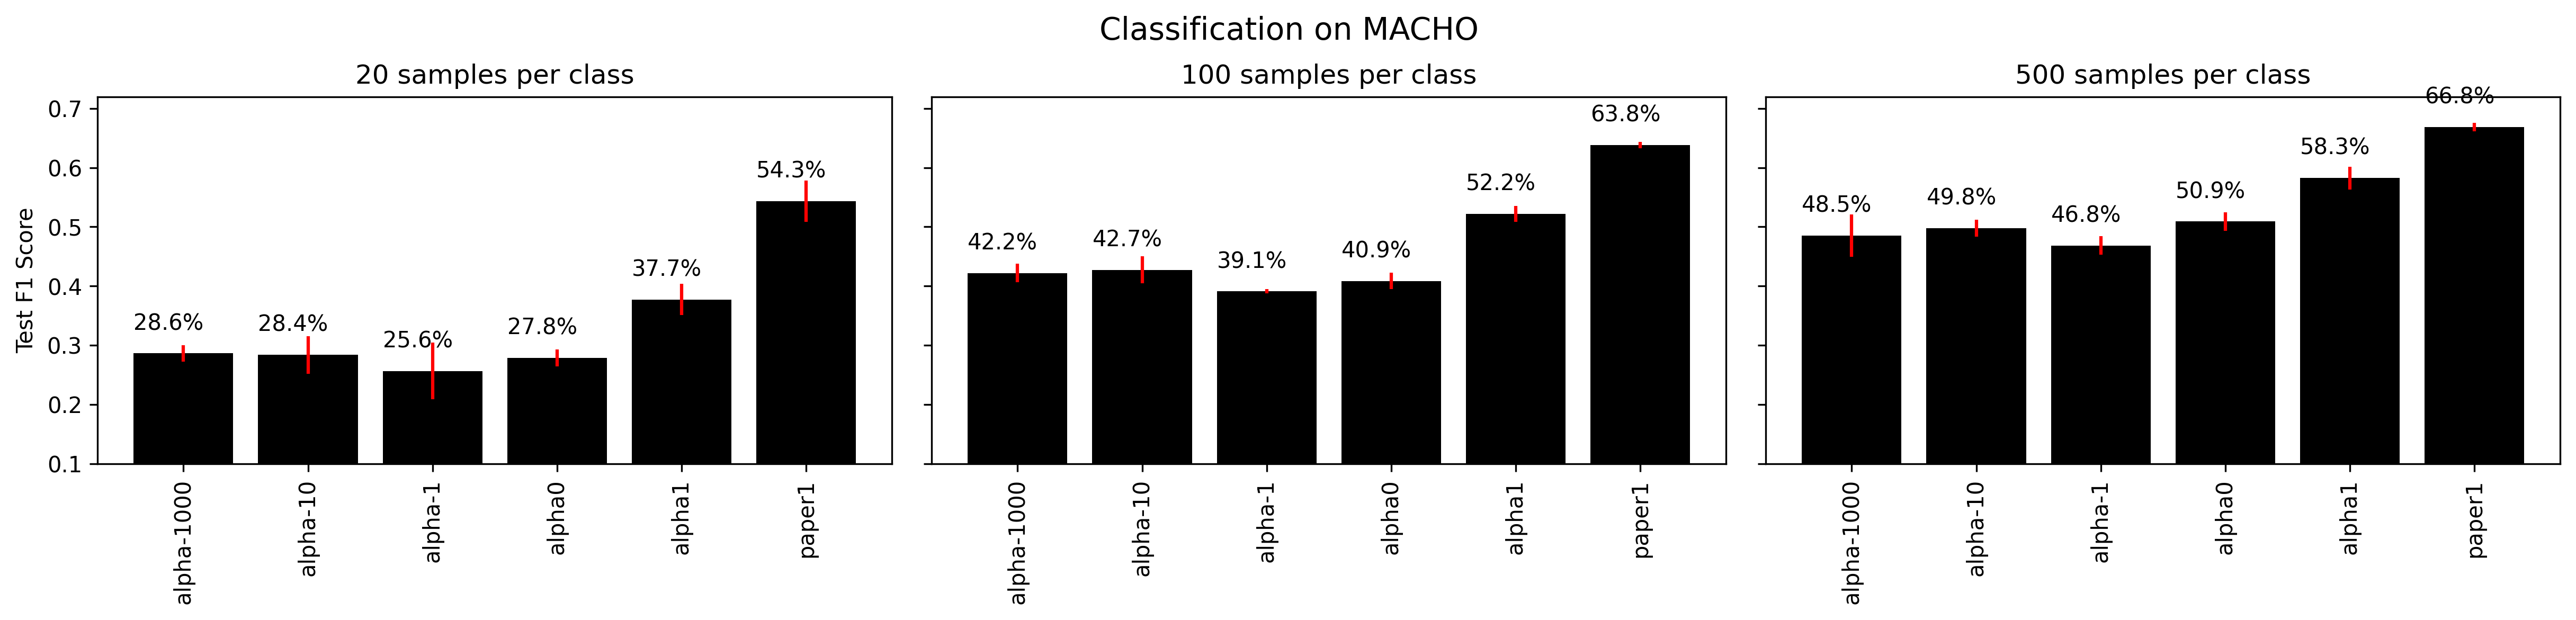 Classification on MACHO
20 samples per class
100 samples per class
500 samples per class
Test F1 Score
0.7
0.6
0.5
0.4
0.3
0.2
0.1
28.6%
28.4%
25.6%
27.8%
37.7%
54.3%
42.2%
42.7%
39.1%
40.9%
52.2%
63.8%
48.5%
49.8%
46.8%
50.9%
58.3%
66.8%
alpha-1000
alpha-10
alpha-1
alpha0
alpha1
paper1
alpha-1000
alpha-10
alpha-1
alpha0
alpha1
paper1
alpha-1000
alpha-10
alpha-1
alpha0
alpha1
paper1